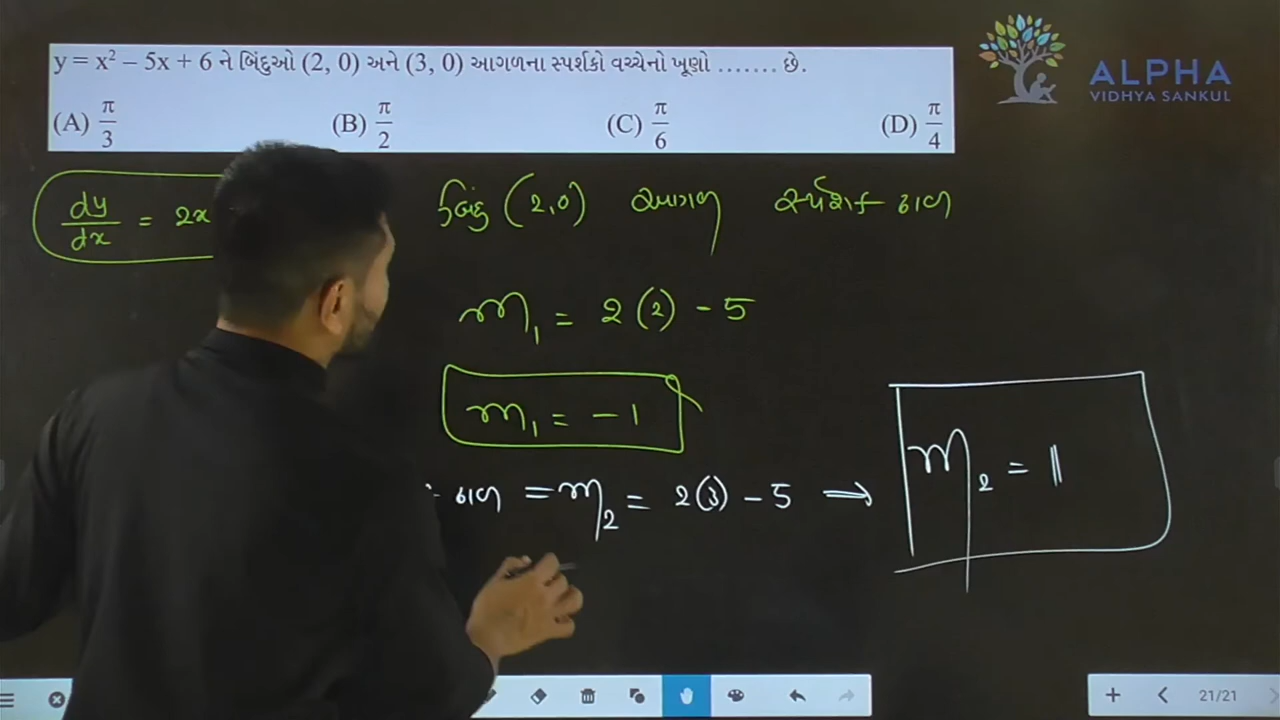 y = x² – 5x + 6 ને બિંદુઓ (2, 0) અને (3, 0) આગળના સ્પર્શકો વચ્ચેનો ખૂણો ....... છે.
(A) π/3 (B) π/2 (C) π/6 (D) π/4
ALPHA
VIDHYA SANKUL
dy/dx = 2x
બિંદુ (2,0) આગળ સ્પર્શક ઢાળ
m₁ = 2(2) - 5
m₁ = -1
ઢાળ = m₂ = 2(3) - 5 ⇒ m₂ = 1
21/21